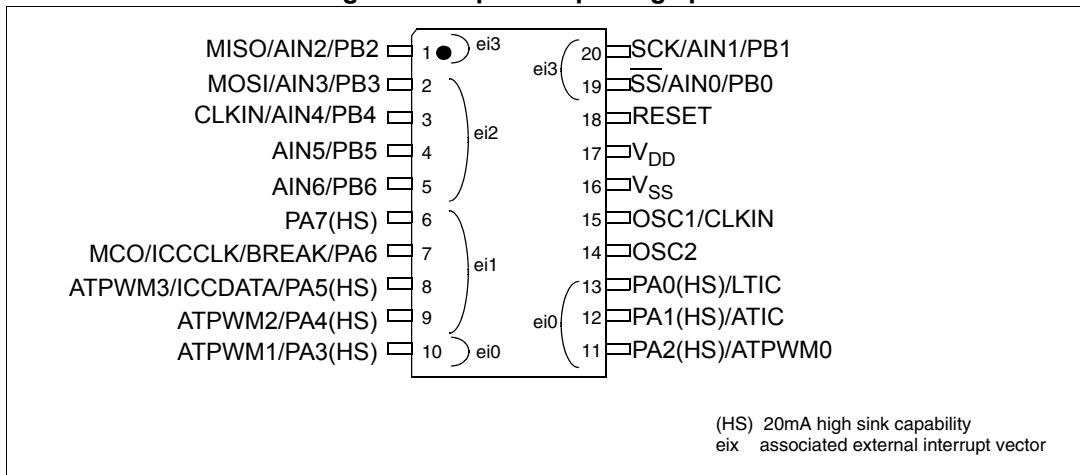 MISO/AIN2/PB2 1 ei3
MOSI/AIN3/PB3 2
CLKIN/AIN4/PB4 3
ei2
AIN5/PB5 4
AIN6/PB6 5
PA7(HS) 6
MCO/ICCCLK/BREAK/PA6 7
ei1
ATPWM3/ICCDATA/PA5(HS) 8
ATPWM2/PA4(HS) 9
ATPWM1/PA3(HS) 10 ei0
20 SCK/AIN1/PB1
ei3
19 SS/AIN0/PB0
18 RESET
17 VDD
16 VSS
15 OSC1/CLKIN
14 OSC2
13 PA0(HS)/LTIC
ei0 12 PA1(HS)/ATIC
11 PA2(HS)/ATPWM0
(HS) 20mA high sink capability
eix associated external interrupt vector